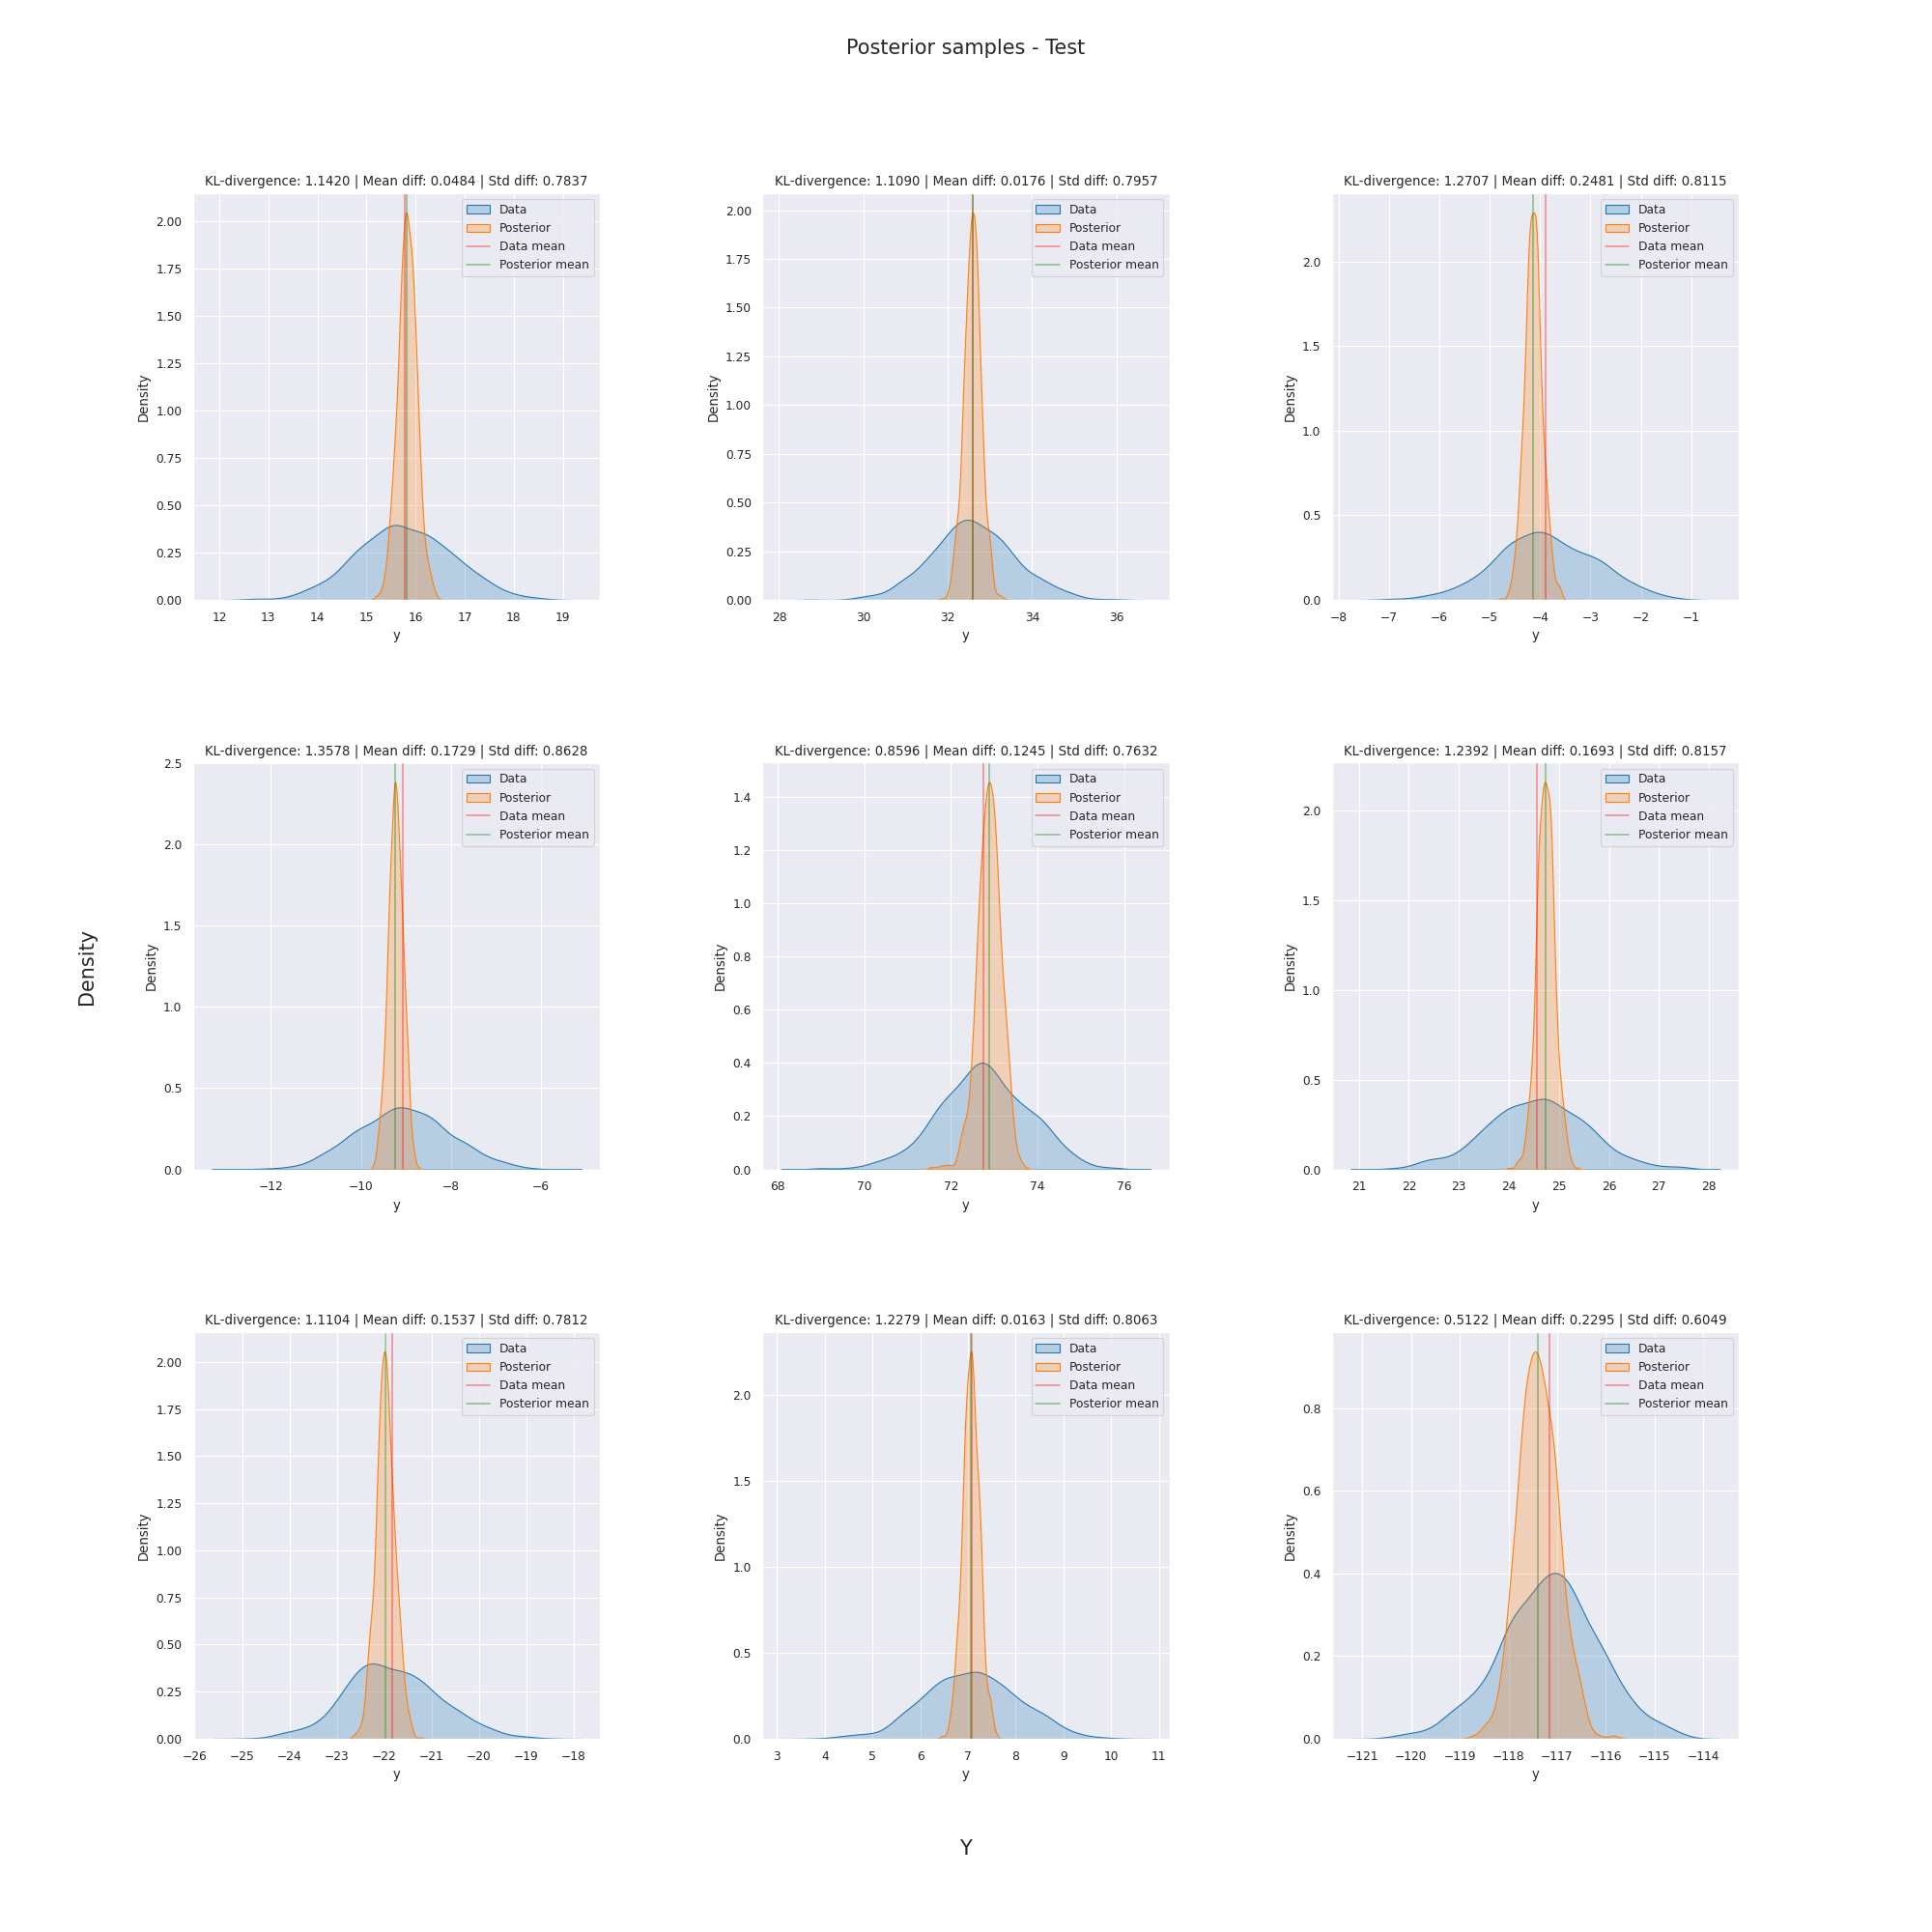 Posterior samples - Test
KL-divergence: 1.1420 | Mean diff: 0.0484 | Std diff: 0.7837
Data
Posterior
Data mean
Posterior mean
2.00
1.75
1.50
1.25
1.00
0.75
0.50
0.25
0.00
Density
12 13 14 15 16 17 18 19
y
KL-divergence: 1.1090 | Mean diff: 0.0176 | Std diff: 0.7957
Data
Posterior
Data mean
Posterior mean
2.00
1.75
1.50
1.25
1.00
0.75
0.50
0.25
0.00
Density
28 30 32 34 36
y
KL-divergence: 1.2707 | Mean diff: 0.2481 | Std diff: 0.8115
Data
Posterior
Data mean
Posterior mean
2.0
1.5
1.0
0.5
0.0
Density
−8 −7 −6 −5 −4 −3 −2 −1
y
KL-divergence: 1.3578 | Mean diff: 0.1729 | Std diff: 0.8628
Data
Posterior
Data mean
Posterior mean
2.5
2.0
1.5
1.0
0.5
0.0
Density
−12 −10 −8 −6
y
KL-divergence: 0.8596 | Mean diff: 0.1245 | Std diff: 0.7632
Data
Posterior
Data mean
Posterior mean
1.4
1.2
1.0
0.8
0.6
0.4
0.2
0.0
Density
68 70 72 74 76
y
KL-divergence: 1.2392 | Mean diff: 0.1693 | Std diff: 0.8157
Data
Posterior
Data mean
Posterior mean
2.0
1.5
1.0
0.5
0.0
Density
21 22 23 24 25 26 27 28
y
Density
KL-divergence: 1.1104 | Mean diff: 0.1537 | Std diff: 0.7812
Data
Posterior
Data mean
Posterior mean
2.00
1.75
1.50
1.25
1.00
0.75
0.50
0.25
0.00
Density
−26 −25 −24 −23 −22 −21 −20 −19 −18
y
KL-divergence: 1.2279 | Mean diff: 0.0163 | Std diff: 0.8063
Data
Posterior
Data mean
Posterior mean
2.0
1.5
1.0
0.5
0.0
Density
3 4 5 6 7 8 9 10 11
y
KL-divergence: 0.5122 | Mean diff: 0.2295 | Std diff: 0.6049
Data
Posterior
Data mean
Posterior mean
0.8
0.6
0.4
0.2
0.0
Density
−121 −120 −119 −118 −117 −116 −115 −114
y
Y